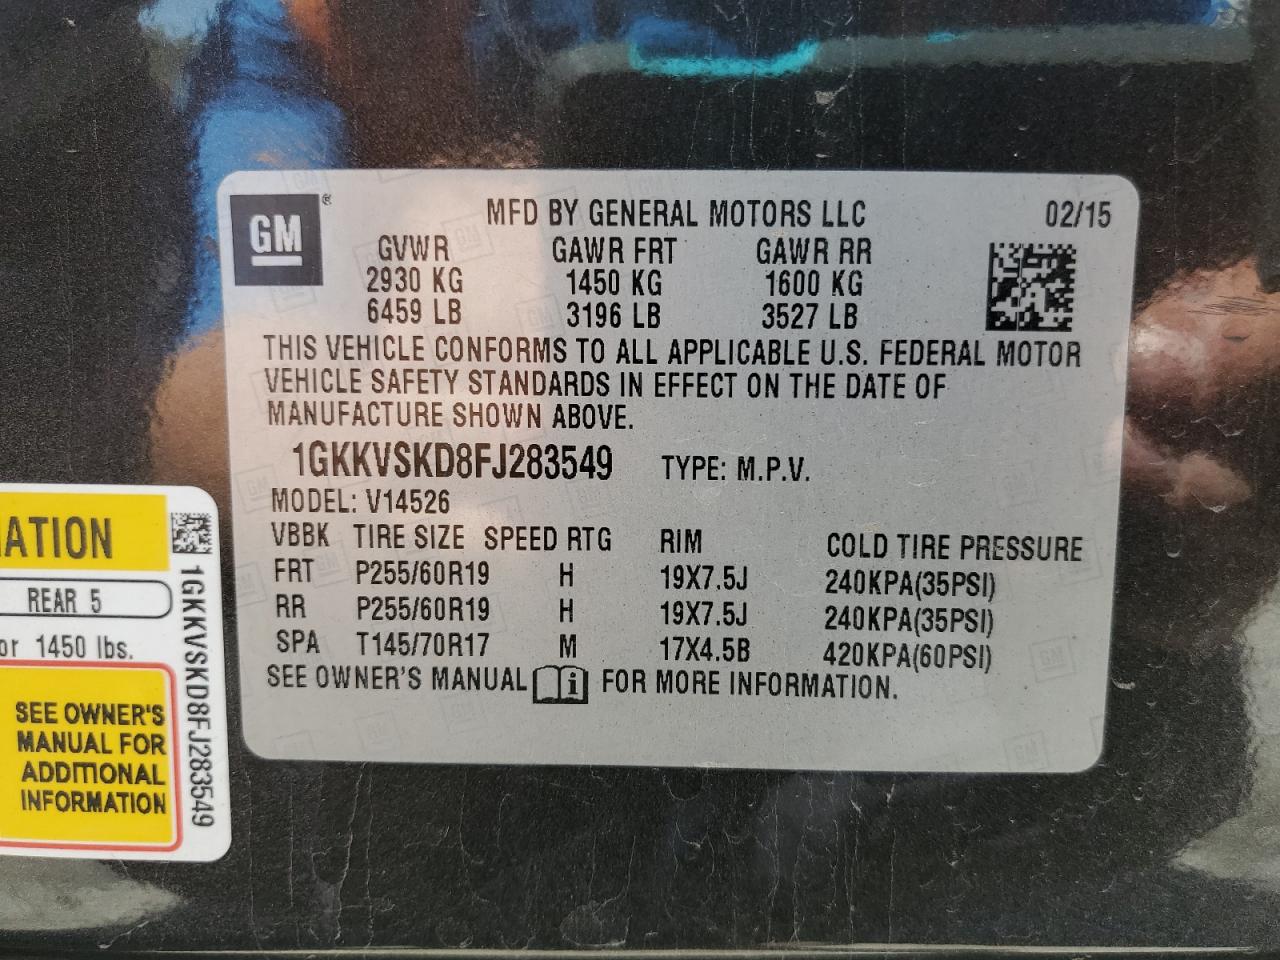 GM ®
MFD BY GENERAL MOTORS LLC 02/15
GVWR GAWR FRT GAWR RR
2930 KG 1450 KG 1600 KG
6459 LB 3196 LB 3527 LB
THIS VEHICLE CONFORMS TO ALL APPLICABLE U.S. FEDERAL MOTOR
VEHICLE SAFETY STANDARDS IN EFFECT ON THE DATE OF
MANUFACTURE SHOWN ABOVE.
1GKKVSKD8FJ283549 TYPE: M.P.V.
MODEL: V14526
VBBK TIRE SIZE SPEED RTG RIM COLD TIRE PRESSURE
FRT P255/60R19 H 19X7.5J 240KPA(35PSI)
RR P255/60R19 H 19X7.5J 240KPA(35PSI)
SPA T145/70R17 M 17X4.5B 420KPA(60PSI)
SEE OWNER'S MANUAL i FOR MORE INFORMATION.
ATION
REAR 5
or 1450 lbs.
SEE OWNER'S
MANUAL FOR
ADDITIONAL
INFORMATION
1GKKVSKD8FJ283549